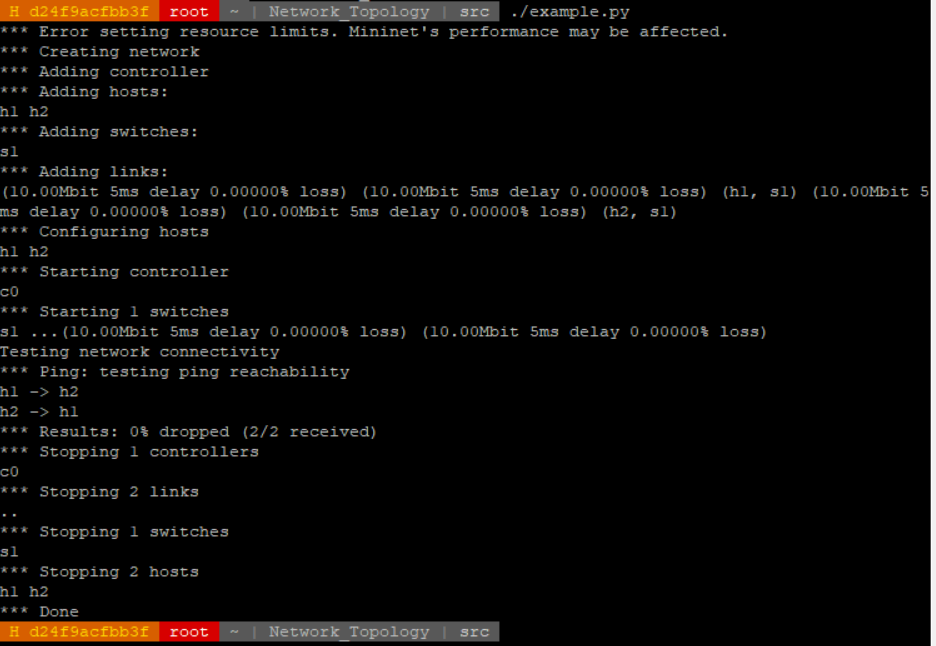 H d24f9acfbb3f root ~ | Network_Topology | src ./example.py
*** Error setting resource limits. Mininet's performance may be affected.
*** Creating network
*** Adding controller
*** Adding hosts:
h1 h2
*** Adding switches:
s1
*** Adding links:
(10.00Mbit 5ms delay 0.00000% loss) (10.00Mbit 5ms delay 0.00000% loss) (h1, s1) (10.00Mbit 5
ms delay 0.00000% loss) (10.00Mbit 5ms delay 0.00000% loss) (h2, s1)
*** Configuring hosts
h1 h2
*** Starting controller
c0
*** Starting 1 switches
s1 ...(10.00Mbit 5ms delay 0.00000% loss) (10.00Mbit 5ms delay 0.00000% loss)
Testing network connectivity
*** Ping: testing ping reachability
h1 -> h2
h2 -> h1
*** Results: 0% dropped (2/2 received)
*** Stopping 1 controllers
c0
*** Stopping 2 links
..
*** Stopping 1 switches
s1
*** Stopping 2 hosts
h1 h2
*** Done
H d24f9acfbb3f root ~ | Network_Topology | src